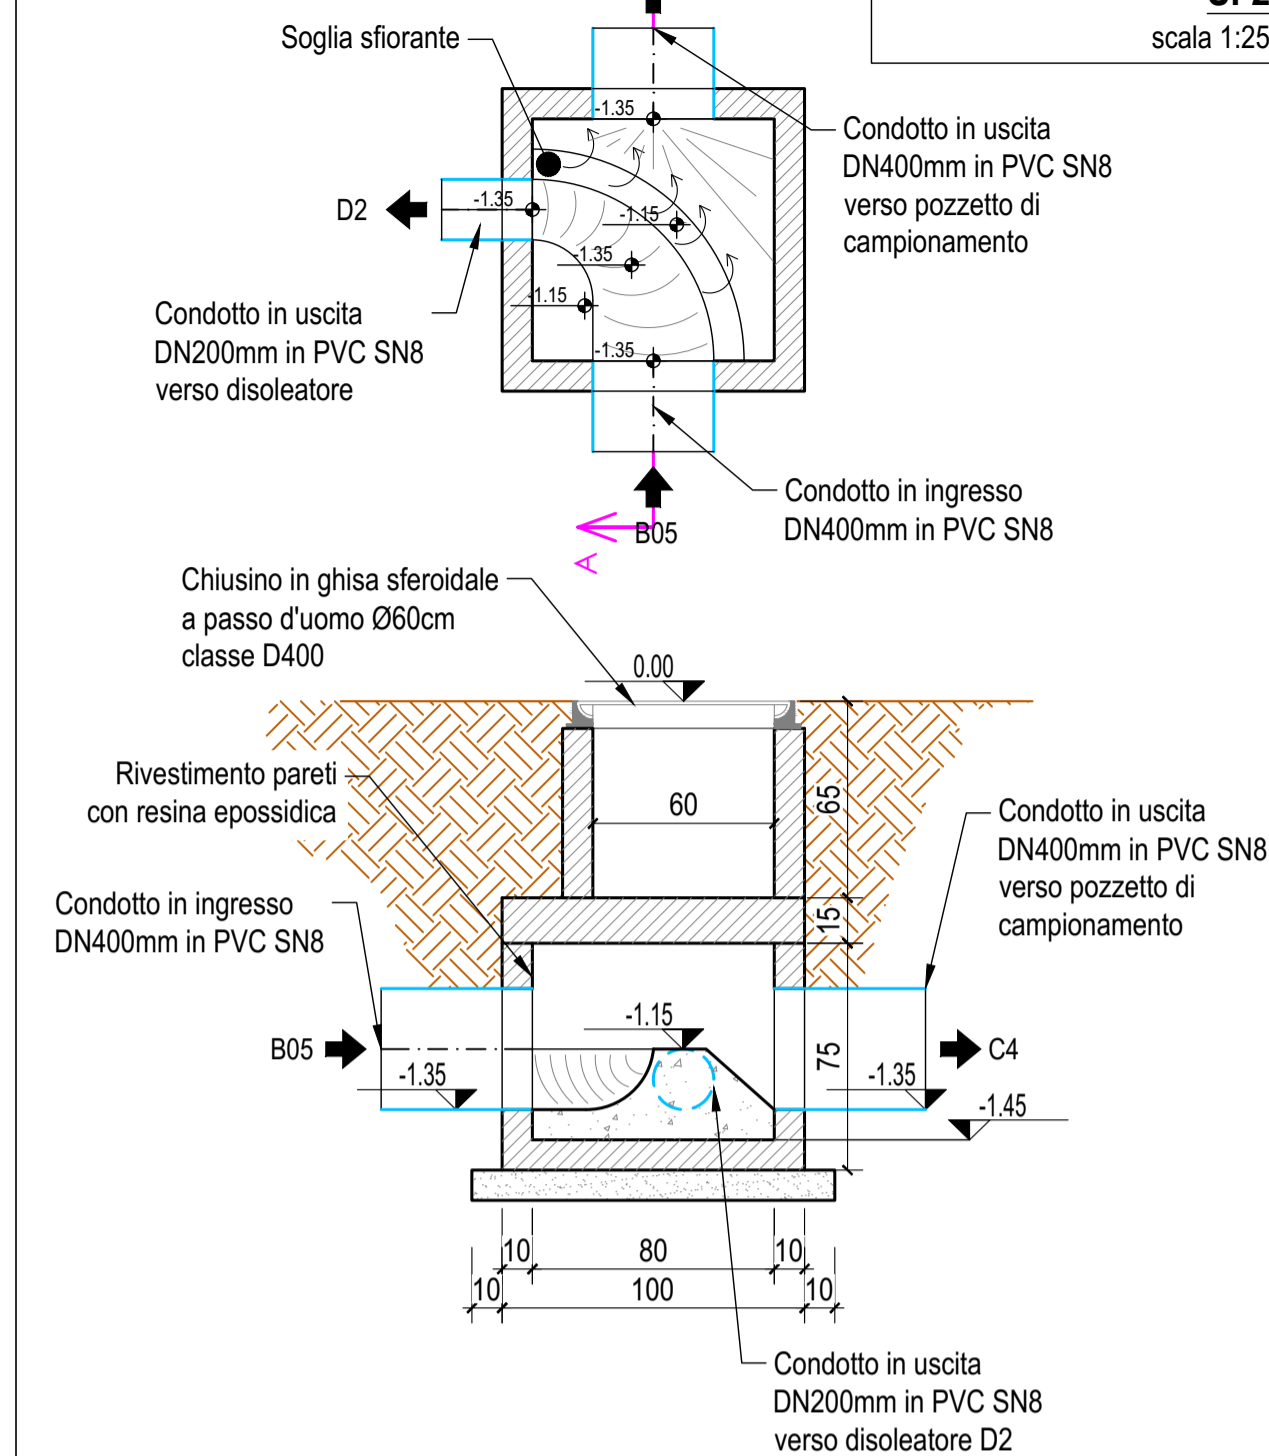 scala 1:25
Soglia sfiorante
-1.35
Condotto in uscita
DN400mm in PVC SN8
verso pozzetto di
campionamento
D2
-1.35
-1.15
-1.35
-1.15
Condotto in uscita
DN200mm in PVC SN8
verso disoleatore
-1.35
Condotto in ingresso
DN400mm in PVC SN8
B05
A
Chiusino in ghisa sferoidale
a passo d'uomo Ø60cm
classe D400
0.00
Rivestimento pareti
con resina epossidica
60
65
Condotto in uscita
DN400mm in PVC SN8
verso pozzetto di
campionamento
Condotto in ingresso
DN400mm in PVC SN8
15
-1.15
B05
75
C4
-1.35
-1.35
-1.45
10
80
10
10
100
10
Condotto in uscita
DN200mm in PVC SN8
verso disoleatore D2